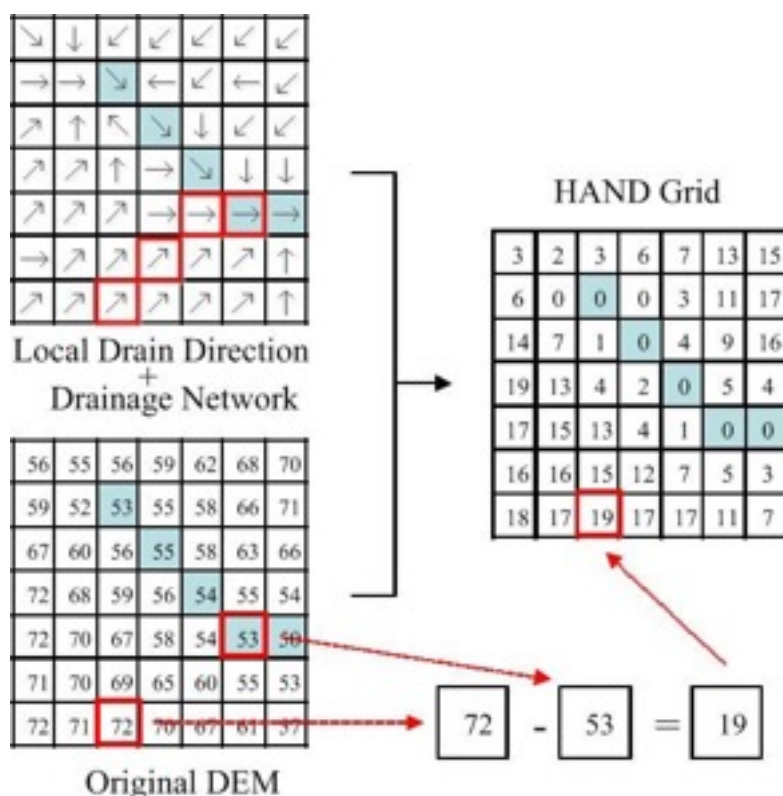 Local Drain Direction
+
Drainage Network
HAND Grid
3 2 3 6 7 13 15
6 0 0 0 3 11 17
14 7 1 0 4 9 16
19 13 4 2 0 5 4
17 15 13 4 1 0 0
16 16 15 12 7 5 3
18 17 19 17 17 11 7
56 55 56 59 62 68 70
59 52 53 55 58 66 71
67 60 56 55 58 63 66
72 68 59 56 54 55 54
72 70 67 58 54 53 50
71 70 69 65 60 55 53
72 71 72 70 67 61 57
72 - 53 = 19
Original DEM